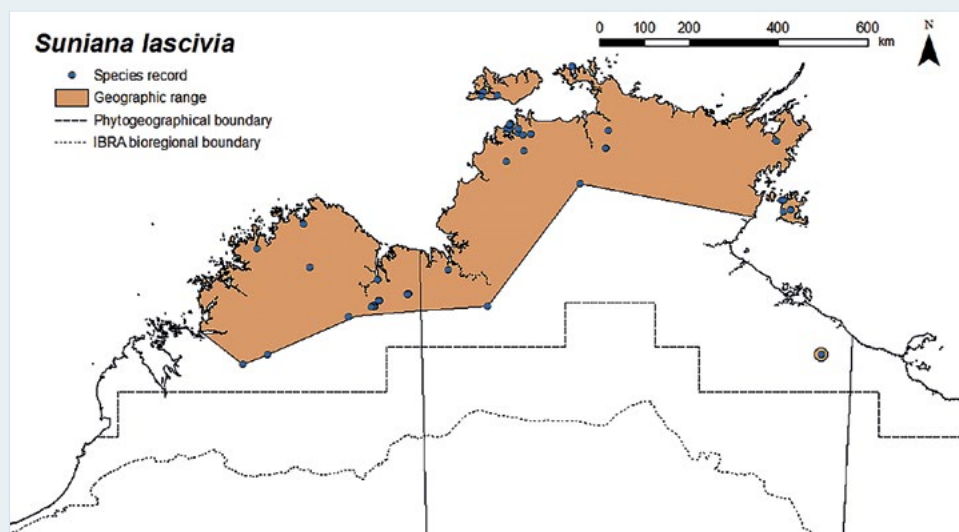 Suniana lascivia
Species record
Geographic range
Phytogeographical boundary
IBRA bioregional boundary
0 100 200 400 600
km
N